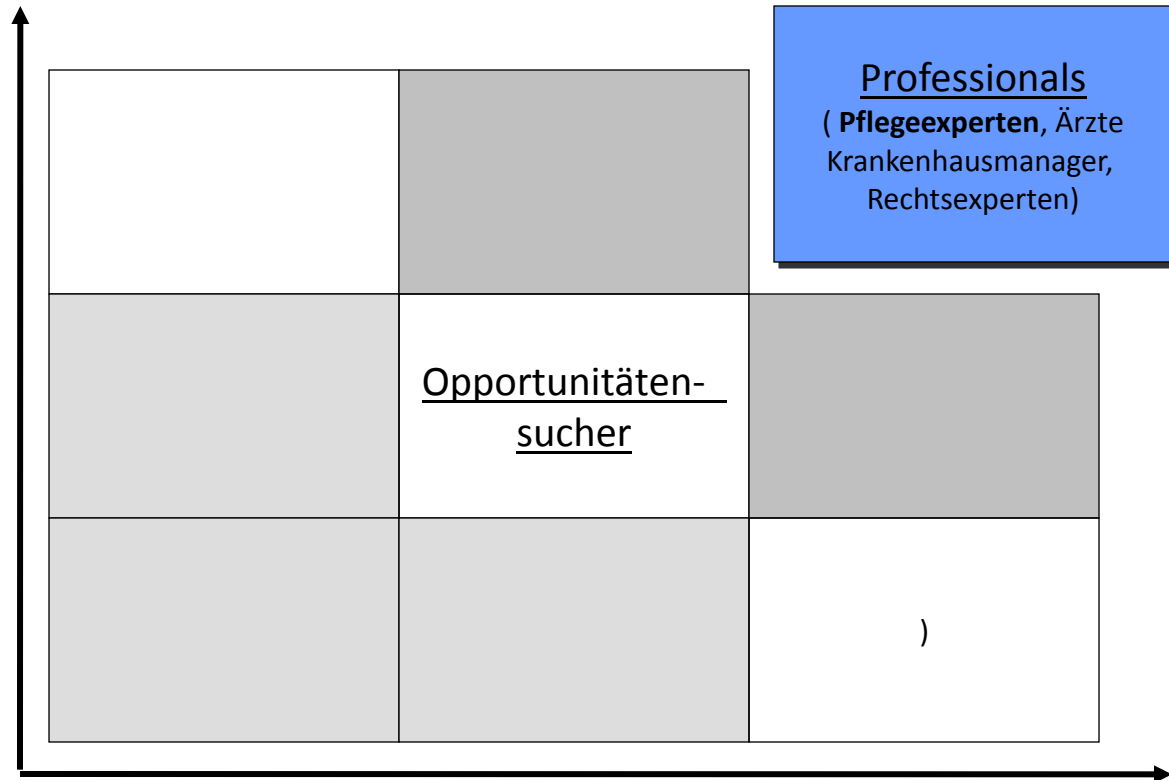 Professionals
( Pflegeexperten, Ärzte
Krankenhausmanager,
Rechtsexperten)
Opportunitäten-
sucher
)